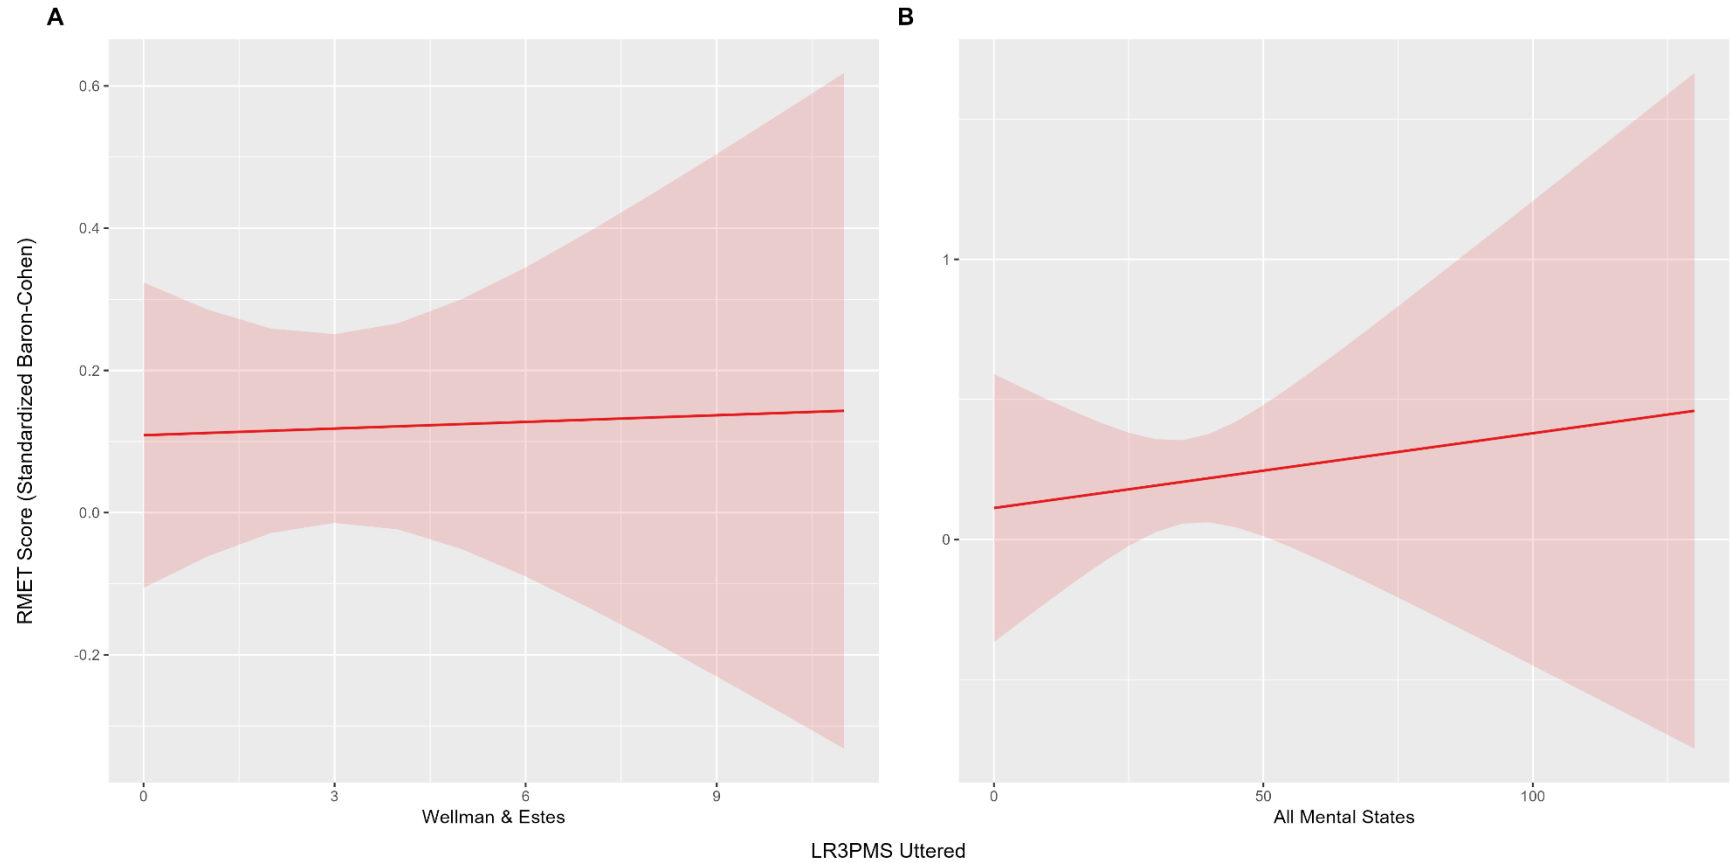 A
B
RMET Score (Standardized Baron-Cohen)
0.6
0.4
0.2
0.0
-0.2
0 3 6 9
Wellman & Estes
1
0
0 50 100
All Mental States
LR3PMS Uttered